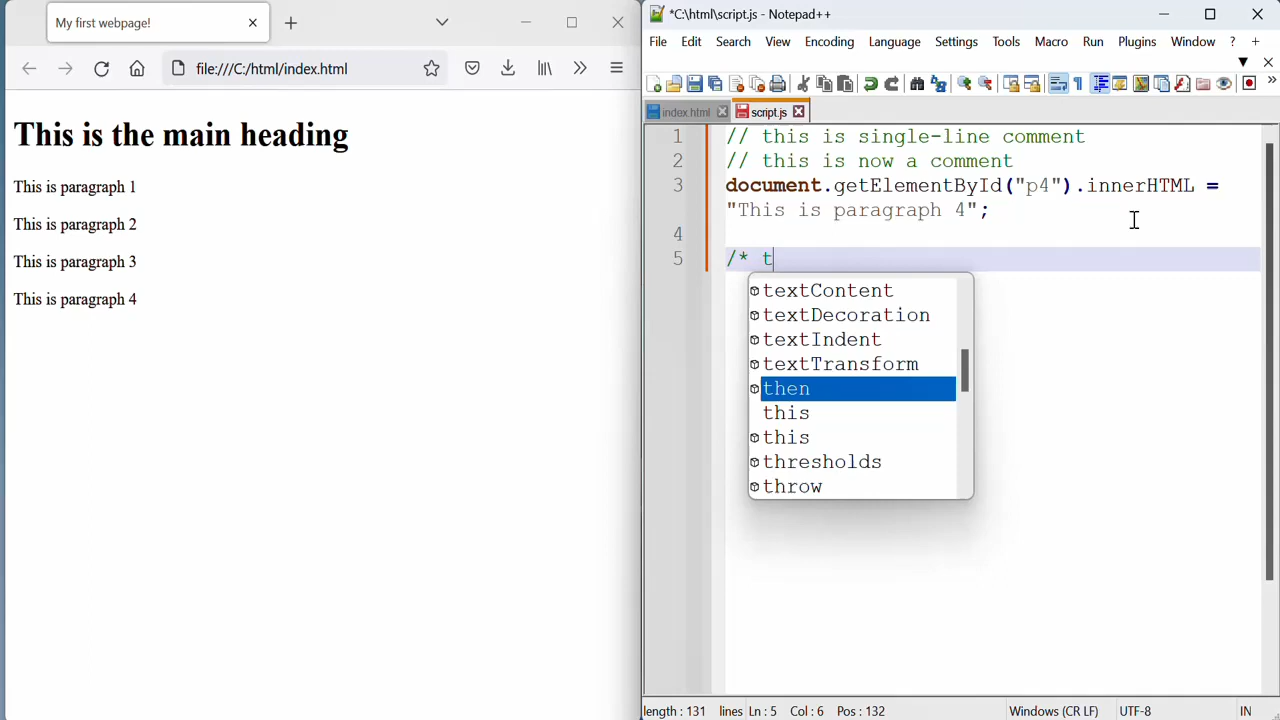 My first webpage!
file:///C:/html/index.html
This is the main heading
This is paragraph 1
This is paragraph 2
This is paragraph 3
This is paragraph 4
*C:\html\script.js - Notepad++
File Edit Search View Encoding Language Settings Tools Macro Run Plugins Window ? +
index.html script.js
1 // this is single-line comment
2 // this is now a comment
3 document.getElementById("p4").innerHTML =
"This is paragraph 4";
4
5 /* t
textContent
textDecoration
textIndent
textTransform
then
this
this
thresholds
throw
length : 131 lines Ln : 5 Col : 6 Pos : 132 Windows (CR LF) UTF-8 IN